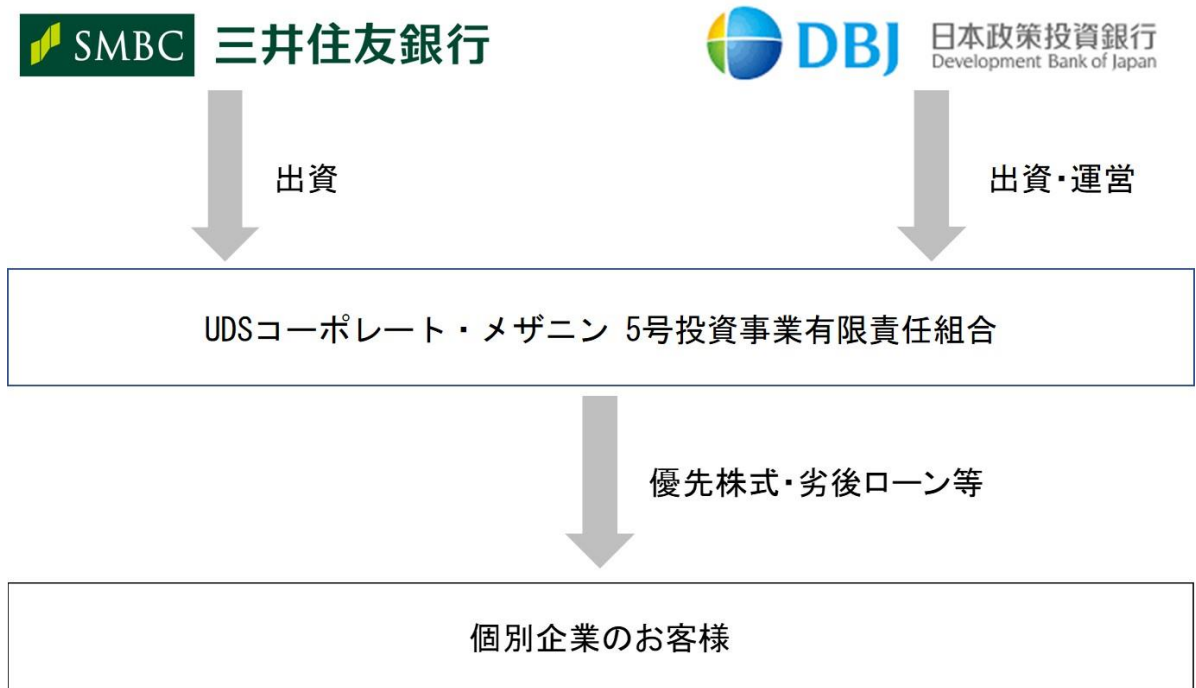 SMBC 三井住友銀行
DBJ 日本政策投資銀行
Development Bank of Japan
出資
出資・運営
UDSコーポレート・メザニン 5号投資事業有限責任組合
優先株式・劣後ローン等
個別企業のお客様